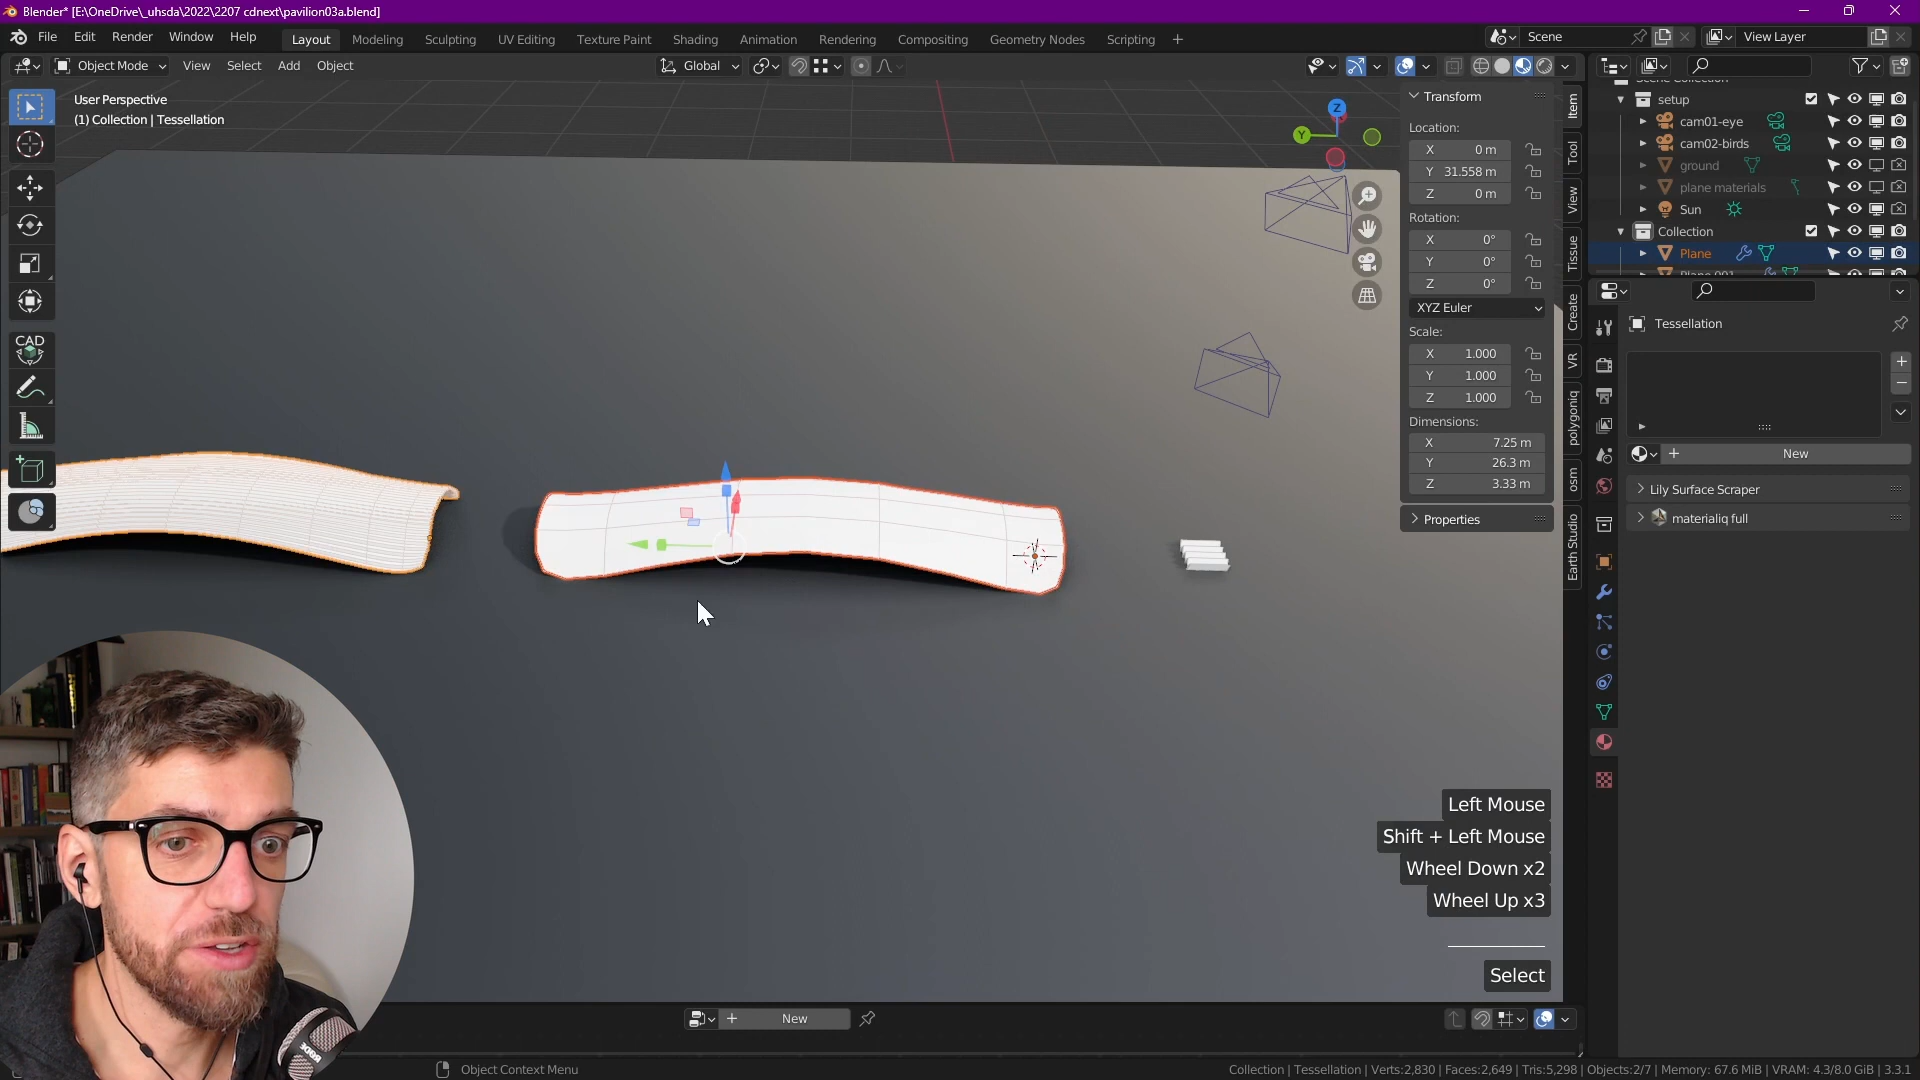 Blender* [E:\OneDrive\_uhsda\2022\2207 cdnext\pavilion03a.blend]
File Edit Render Window Help Layout Modeling Sculpting UV Editing Texture Paint Shading Animation Rendering Compositing Geometry Nodes Scripting Scene View Layer
Object Mode View Select Add Object Global
User Perspective
(1) Collection | Tessellation
CAD
Z
Y
Transform
Location:
X 0 m
Y 31.558 m
Z 0 m
Rotation:
X 0°
Y 0°
Z 0°
XYZ Euler
Scale:
X 1.000
Y 1.000
Z 1.000
Dimensions:
X 7.25 m
Y 26.3 m
Z 3.33 m
Properties
Item
Tool
View
Tissue
Create
VR
polygoniq
osm
Earth Studio
setup
cam01-eye
cam02-birds
ground
plane materials
Sun
Collection
Plane
Tessellation
New
Lily Surface Scraper
materialiq full
Left Mouse
Shift + Left Mouse
Wheel Down x2
Wheel Up x3
Select
New
RODE
Object Context Menu
Collection | Tessellation | Verts:2,830 | Faces:2,649 | Tris:5,298 | Objects:2/7 | Memory: 67.6 MiB | VRAM: 4.3/8.0 GiB | 3.3.1